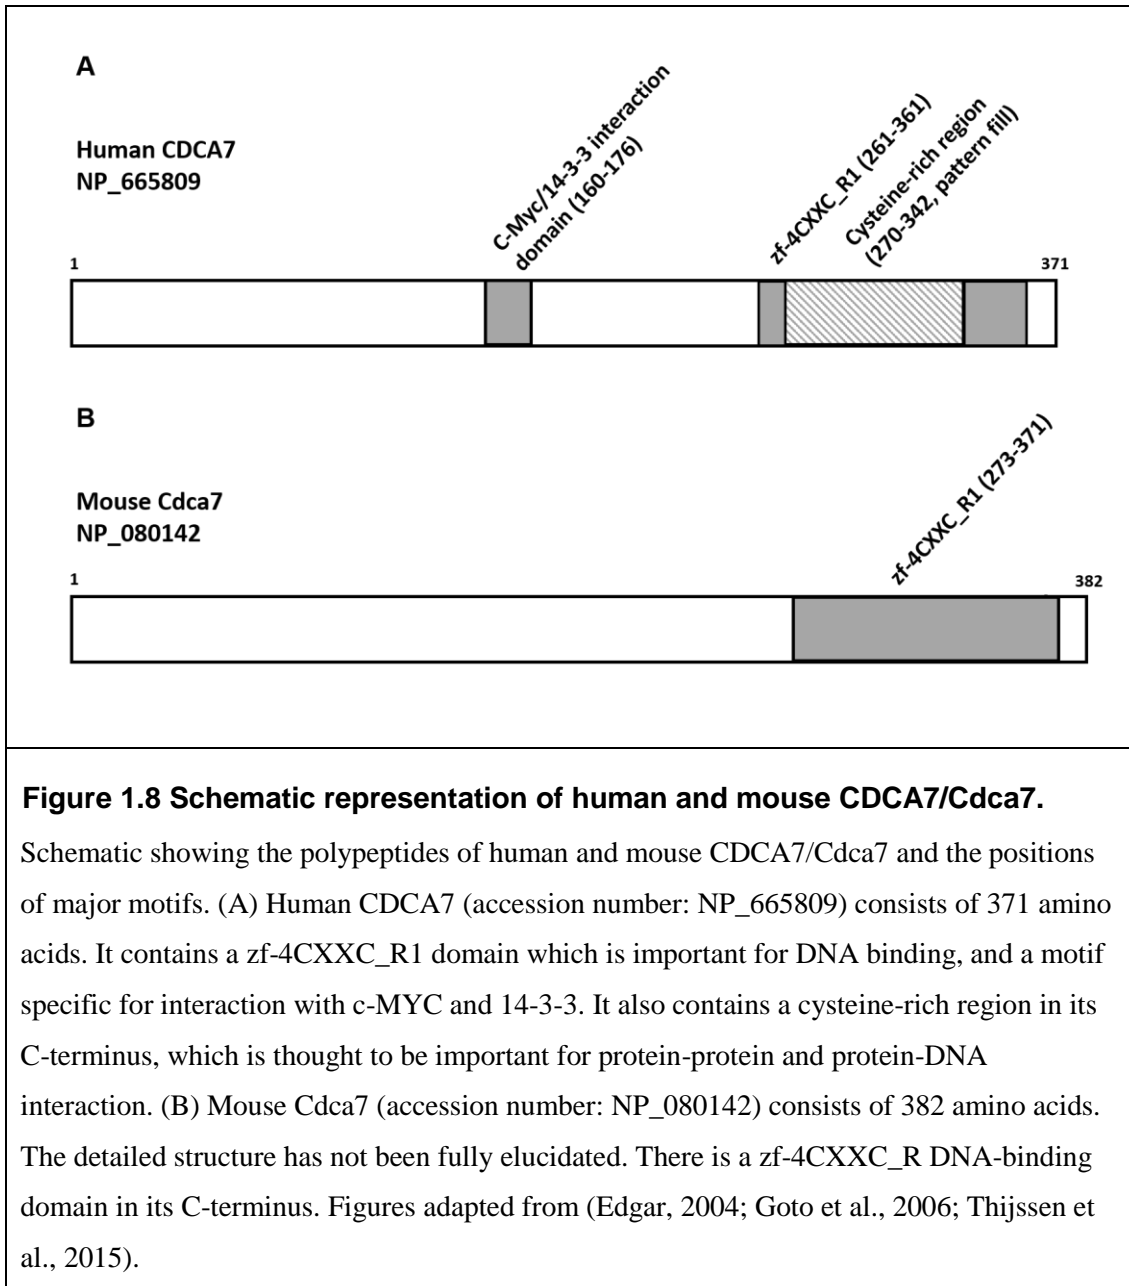 A
Human CDCA7
NP_665809
C-Myc/14-3-3 interaction
domain (160-176)
zf-4CXXC_R1 (261-361)
Cysteine-rich region
(270-342, pattern fill)
1
371
B
Mouse Cdca7
NP_080142
zf-4CXXC_R1 (273-371)
1
382
Figure 1.8 Schematic representation of human and mouse CDCA7/Cdca7.
Schematic showing the polypeptides of human and mouse CDCA7/Cdca7 and the positions
of major motifs. (A) Human CDCA7 (accession number: NP_665809) consists of 371 amino
acids. It contains a zf-4CXXC_R1 domain which is important for DNA binding, and a motif
specific for interaction with c-MYC and 14-3-3. It also contains a cysteine-rich region in its
C-terminus, which is thought to be important for protein-protein and protein-DNA
interaction. (B) Mouse Cdca7 (accession number: NP_080142) consists of 382 amino acids.
The detailed structure has not been fully elucidated. There is a zf-4CXXC_R DNA-binding
domain in its C-terminus. Figures adapted from (Edgar, 2004; Goto et al., 2006; Thijssen et
al., 2015).